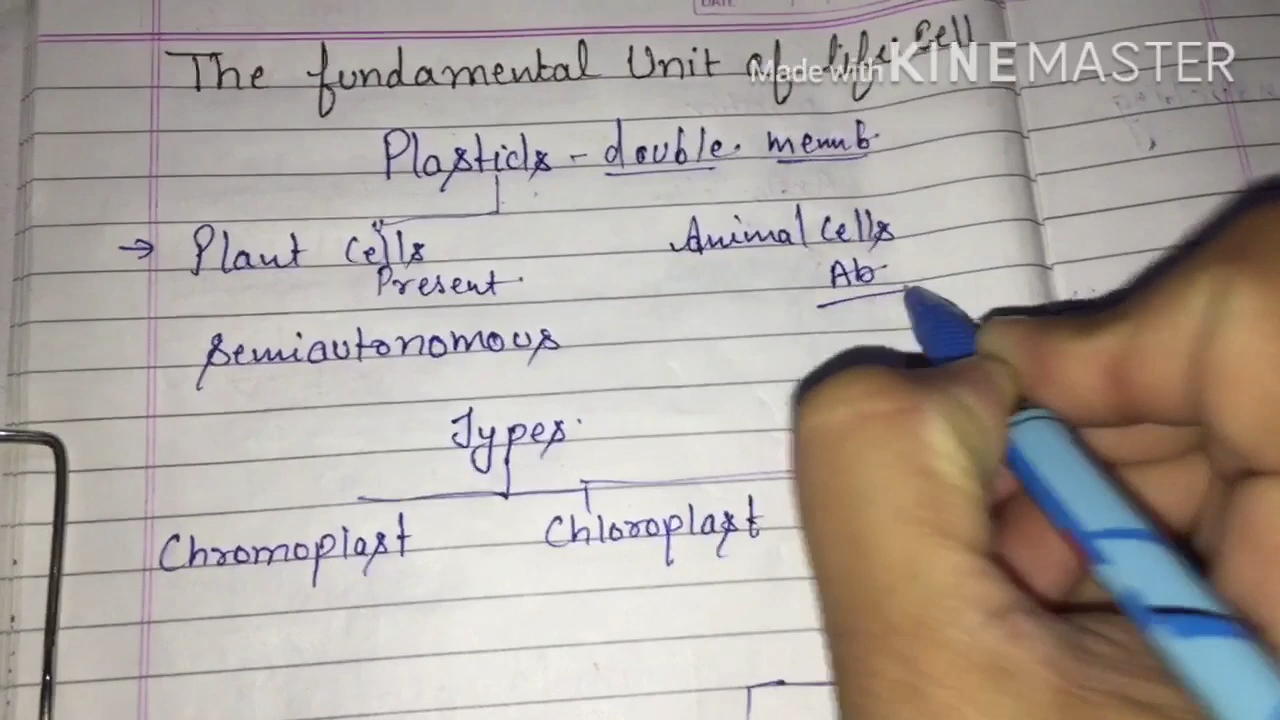 The fundamental Unit of life: Cell
Made with KINEMASTER
Plastids - double memb.
→ Plant Cells
Animal Cells
Present
Ab
Semiautonomous
Types
Chromoplast
Chloroplast